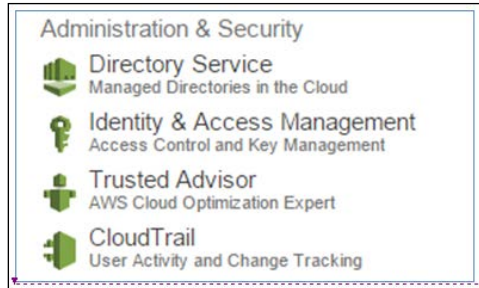 Administration & Security
Directory Service
Managed Directories in the Cloud
Identity & Access Management
Access Control and Key Management
Trusted Advisor
AWS Cloud Optimization Expert
CloudTrail
User Activity and Change Tracking